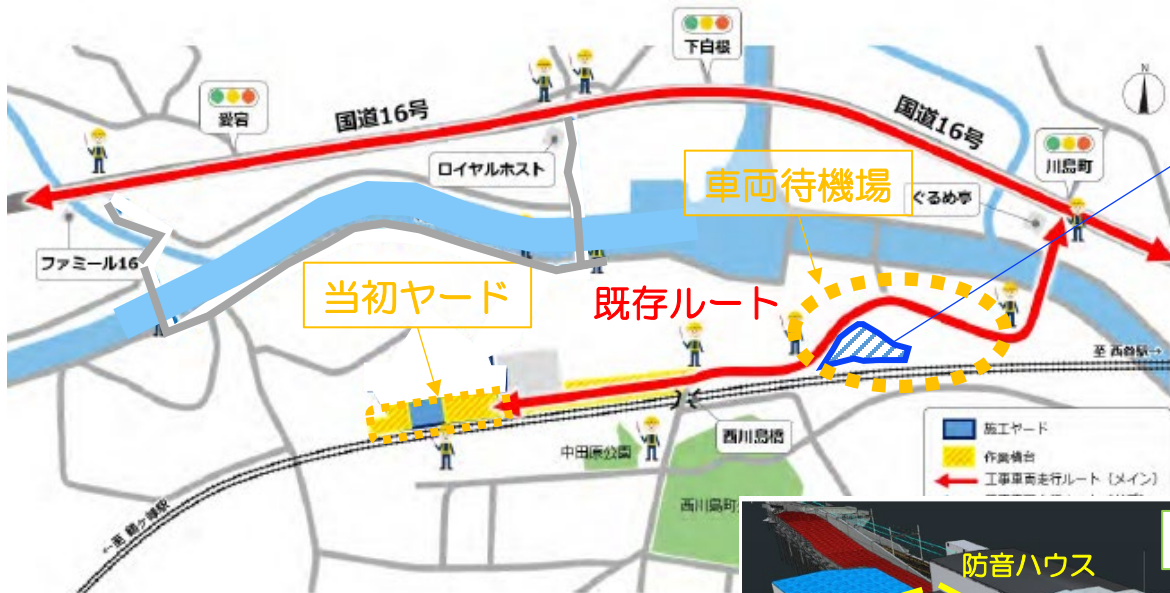 下白根
愛宕
国道16号
国道16号
N
川島町
ロイヤルホスト
車両待機場
ぐるめ亭
ファミール16
当初ヤード
既存ルート
至 西谷駅→
西川島橋
中田原公園
西川島町
←至 鶴ヶ峰駅
施工ヤード
作業構台
工事車両走行ルート（メイン）
防音ハウス